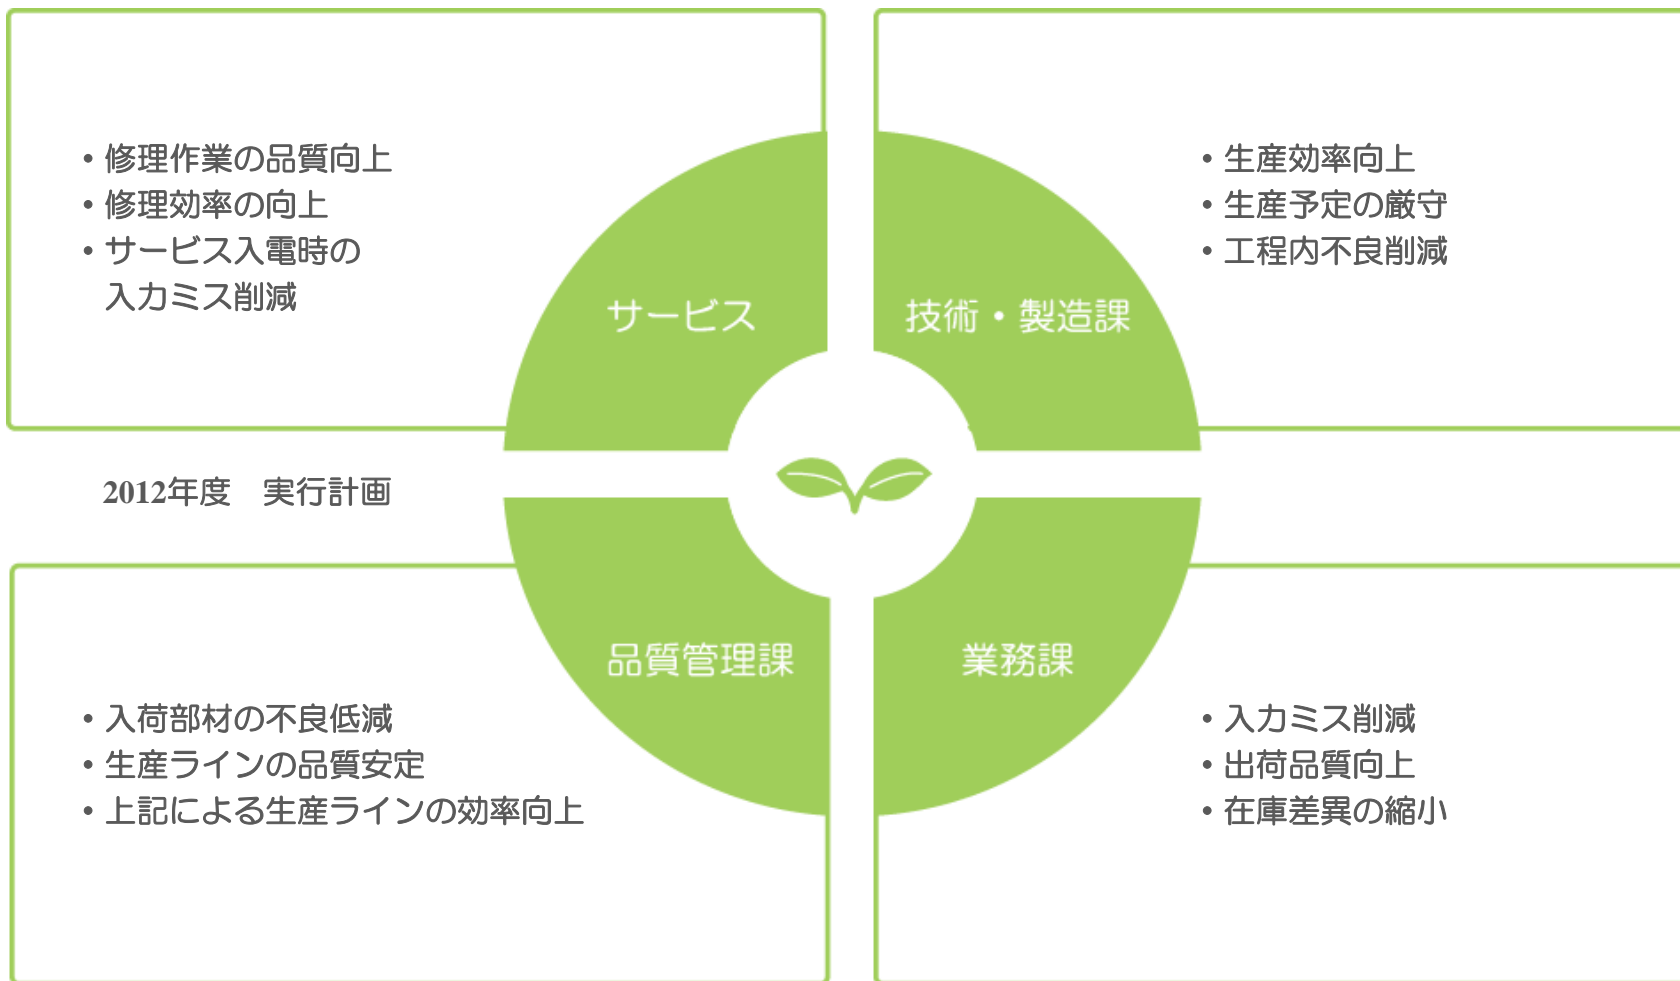 ・修理作業の品質向上
・修理効率の向上
・サービス入電時の
入力ミス削減
サービス
・生産効率向上
・生産予定の厳守
・工程内不良削減
技術・製造課
2012年度　実行計画
品質管理課
・入荷部材の不良低減
・生産ラインの品質安定
・上記による生産ラインの効率向上
業務課
・入力ミス削減
・出荷品質向上
・在庫差異の縮小